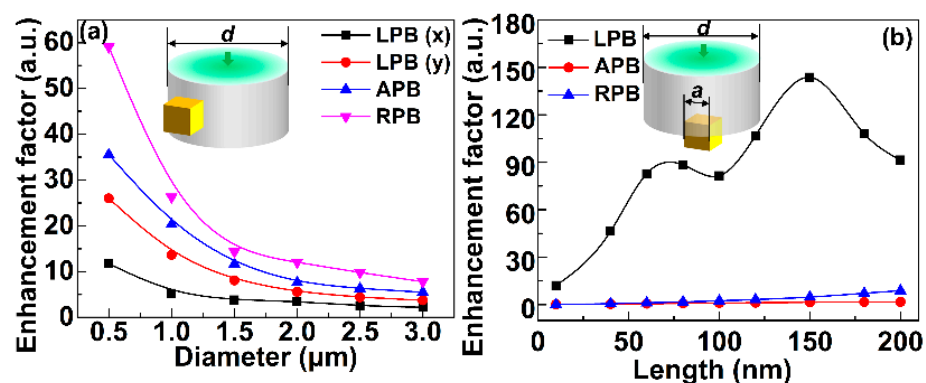 (a)
d
LPB (x)
LPB (y)
APB
RPB
60
50
40
30
20
10
0
Enhancement factor (a.u.)
0.5 1.0 1.5 2.0 2.5 3.0
Diameter (μm)
(b)
d
a
LPB
APB
RPB
180
150
120
90
60
30
0
Enhancement factor (a.u.)
0 50 100 150 200
Length (nm)